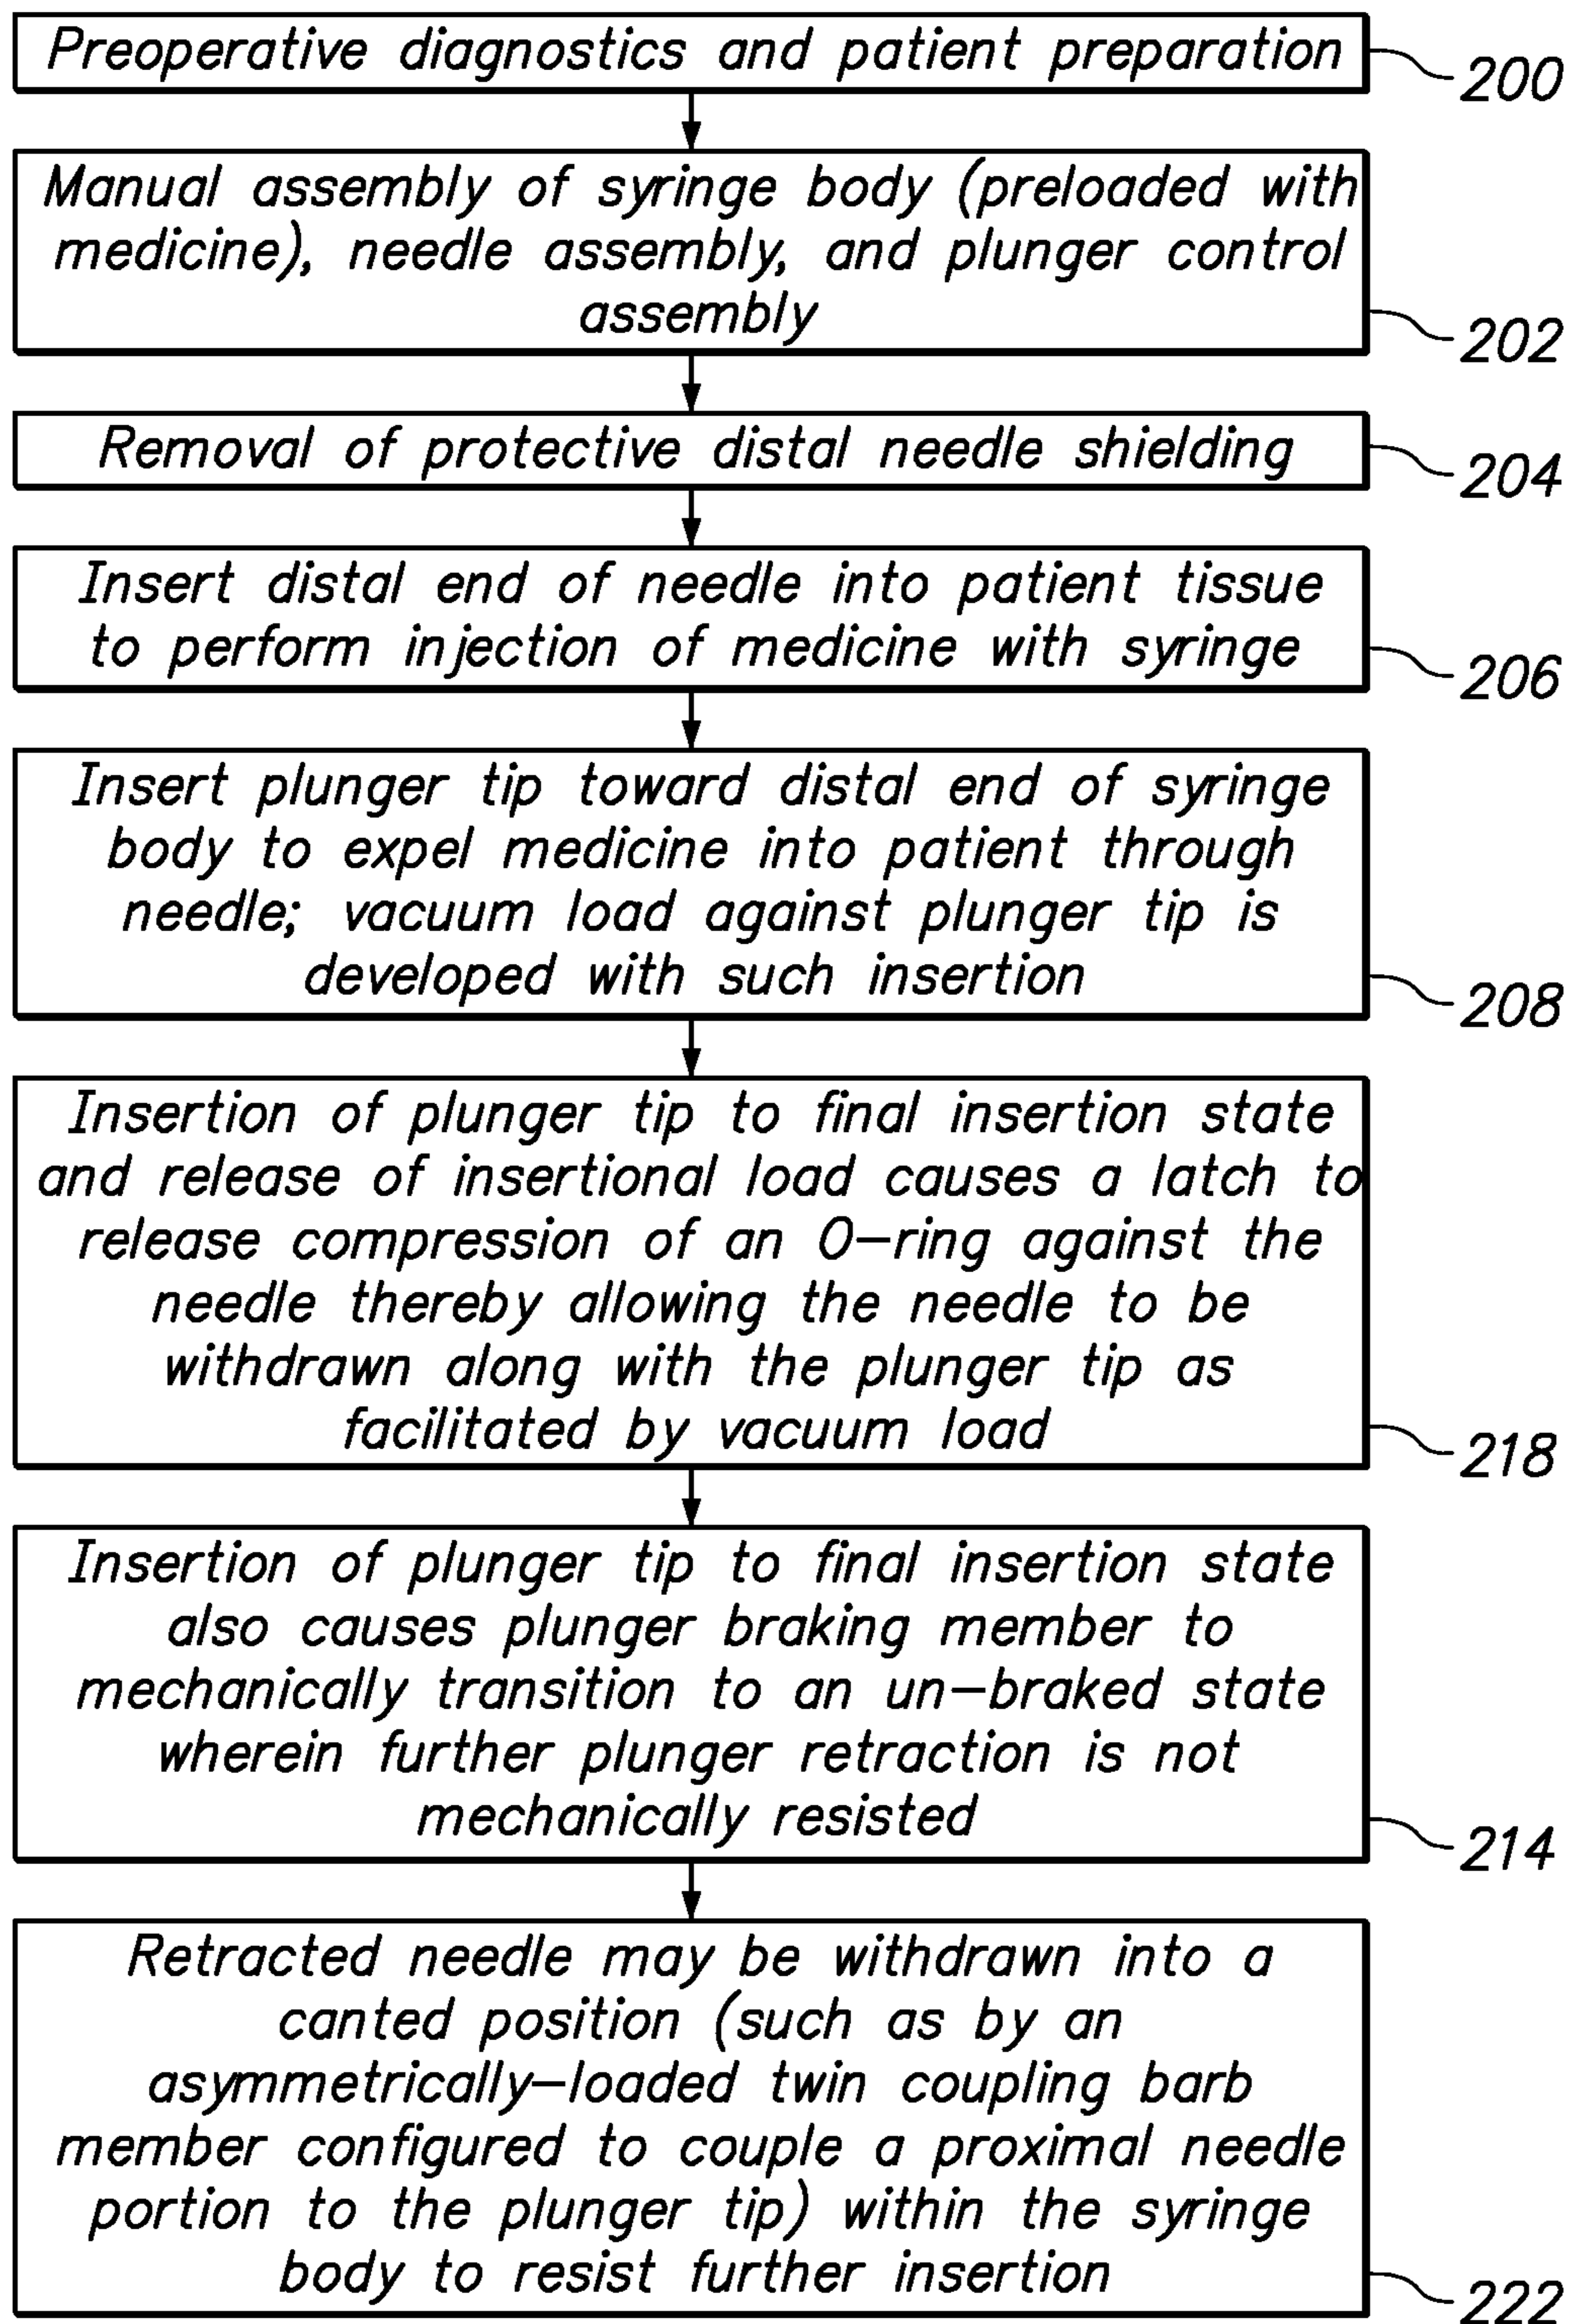 Preoperative diagnostics and patient preparation
200
Manual assembly of syringe body (preloaded with
medicine), needle assembly, and plunger control
assembly
202
Removal of protective distal needle shielding
204
Insert distal end of needle into patient tissue
to perform injection of medicine with syringe
206
Insert plunger tip toward distal end of syringe
body to expel medicine into patient through
needle; vacuum load against plunger tip is
developed with such insertion
208
Insertion of plunger tip to final insertion state
and release of insertional load causes a latch to
release compression of an O-ring against the
needle thereby allowing the needle to be
withdrawn along with the plunger tip as
facilitated by vacuum load
218
Insertion of plunger tip to final insertion state
also causes plunger braking member to
mechanically transition to an un-braked state
wherein further plunger retraction is not
mechanically resisted
214
Retracted needle may be withdrawn into a
canted position (such as by an
asymmetrically-loaded twin coupling barb
member configured to couple a proximal needle
portion to the plunger tip) within the syringe
body to resist further insertion
222